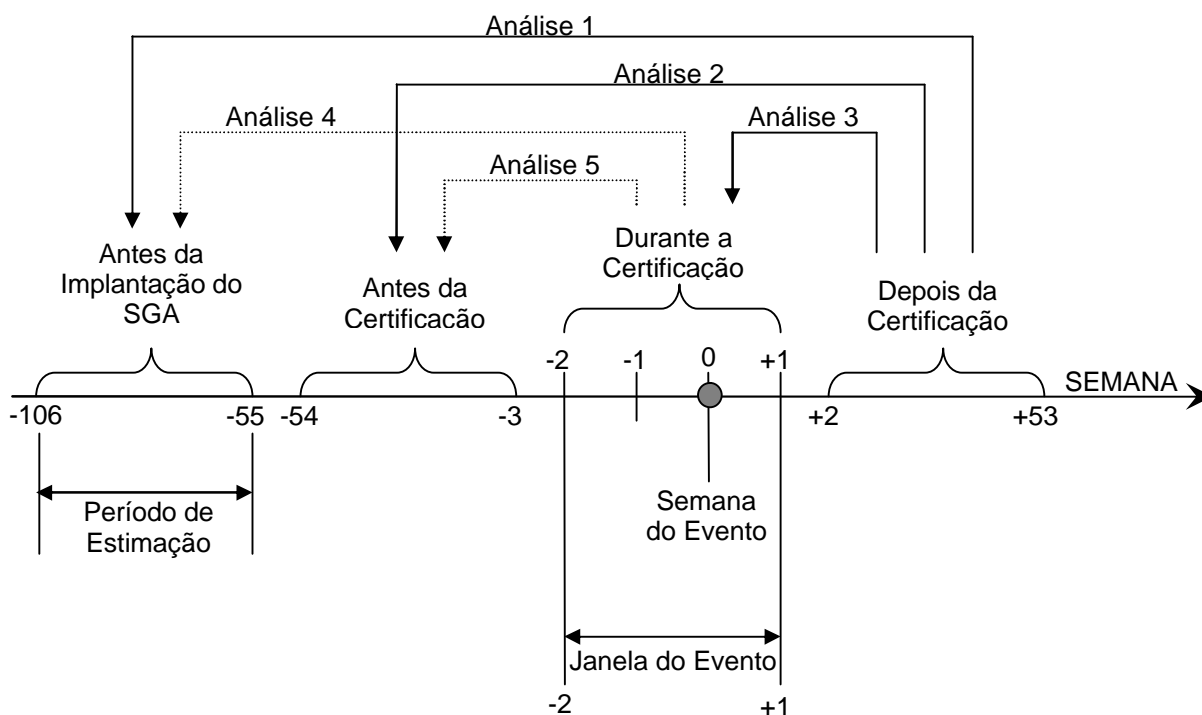 Análise 1
Análise 2
Análise 4
Análise 3
Análise 5
Antes da
Implantação do
SGA
Antes da
Certificacão
Durante a
Certificação
Depois da
Certificação
-2
-1
0
+1
SEMANA
-106
-55
-54
-3
+2
+53
Período de
Estimação
Semana
do Evento
Janela do Evento
-2
+1